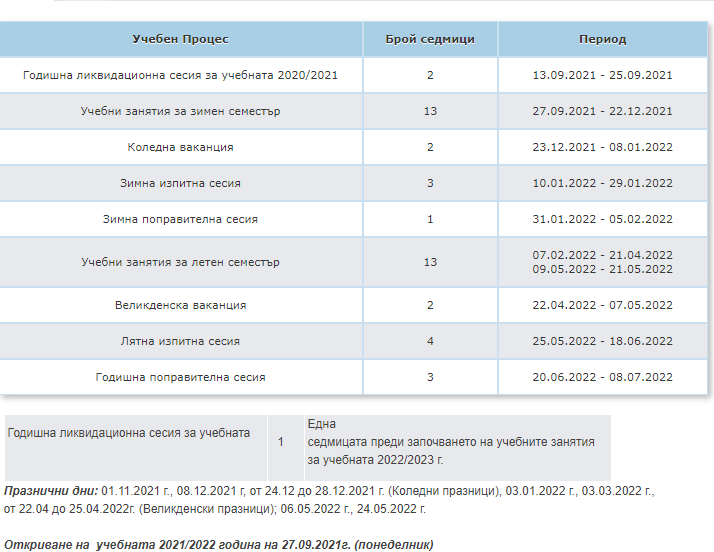 Учебен Процес Брой седмици Период
Годишна ликвидационна сесия за учебната 2020/2021 2 13.09.2021 - 25.09.2021
Учебни занятия за зимен семестър 13 27.09.2021 - 22.12.2021
Коледна ваканция 2 23.12.2021 - 08.01.2022
Зимна изпитна сесия 3 10.01.2022 - 29.01.2022
Зимна поправителна сесия 1 31.01.2022 - 05.02.2022
Учебни занятия за летен семестър 13 07.02.2022 - 21.04.2022
09.05.2022 - 21.05.2022
Великденска ваканция 2 22.04.2022 - 07.05.2022
Лятна изпитна сесия 4 25.05.2022 - 18.06.2022
Годишна поправителна сесия 3 20.06.2022 - 08.07.2022
Една
Годишна ликвидационна сесия за учебната 1 седмицата преди започването на учебните занятия
за учебната 2022/2023 г.
Празнични дни: 01.11.2021 г., 08.12.2021 г, от 24.12 до 28.12.2021 г. (Коледни празници), 03.01.2022 г., 03.03.2022 г.,
от 22.04 до 25.04.2022г. (Великденски празници); 06.05.2022 г., 24.05.2022 г.
Откриване на учебната 2021/2022 година на 27.09.2021г. (понеделник)